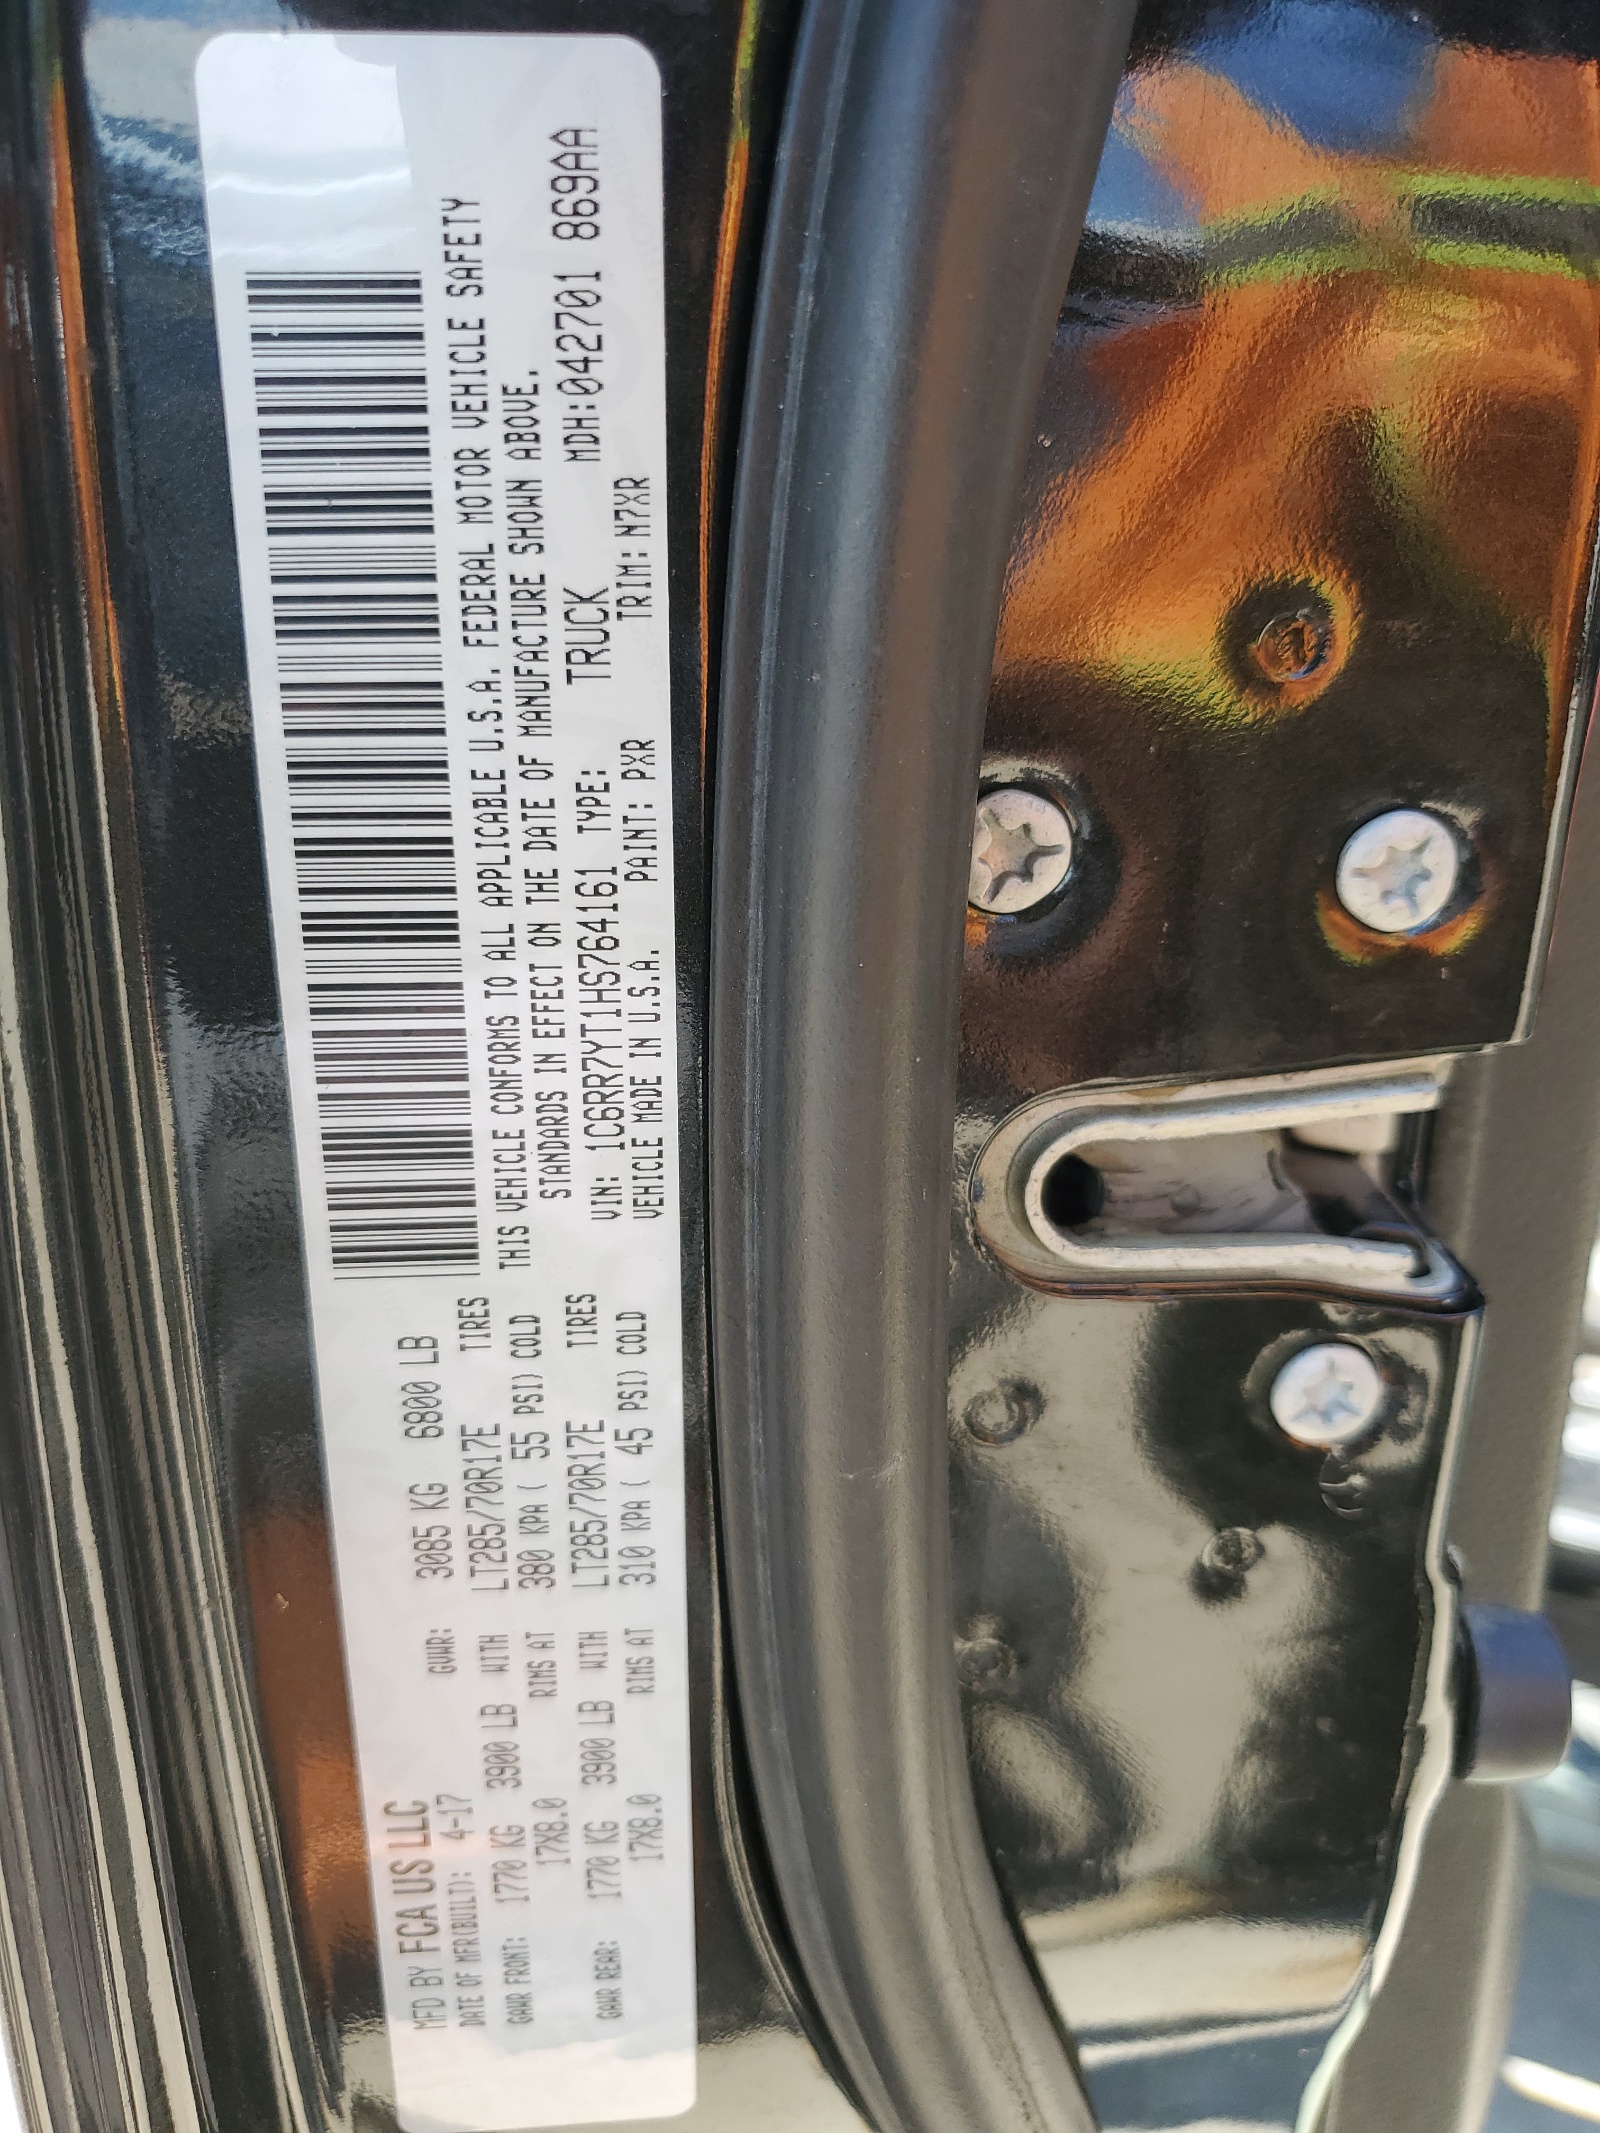 MFD BY FCA US LLC
DATE OF MFR(BUILT): 4-17 GVWR: 3085 KG 6800 LB
GAWR FRONT: 1770 KG 3900 LB WITH LT285/70R17E TIRES
17X8.0 RIMS AT 380 KPA ( 55 PSI) COLD
GAWR REAR: 1770 KG 3900 LB WITH LT285/70R17E TIRES
17X8.0 RIMS AT 310 KPA ( 45 PSI) COLD
THIS VEHICLE CONFORMS TO ALL APPLICABLE U.S.A. FEDERAL MOTOR VEHICLE SAFETY
STANDARDS IN EFFECT ON THE DATE OF MANUFACTURE SHOWN ABOVE.
VIN: 1C6RR7YT1HS764161 TYPE: TRUCK MDH:042701 869AA
VEHICLE MADE IN U.S.A. PAINT: PXR TRIM: N7XR